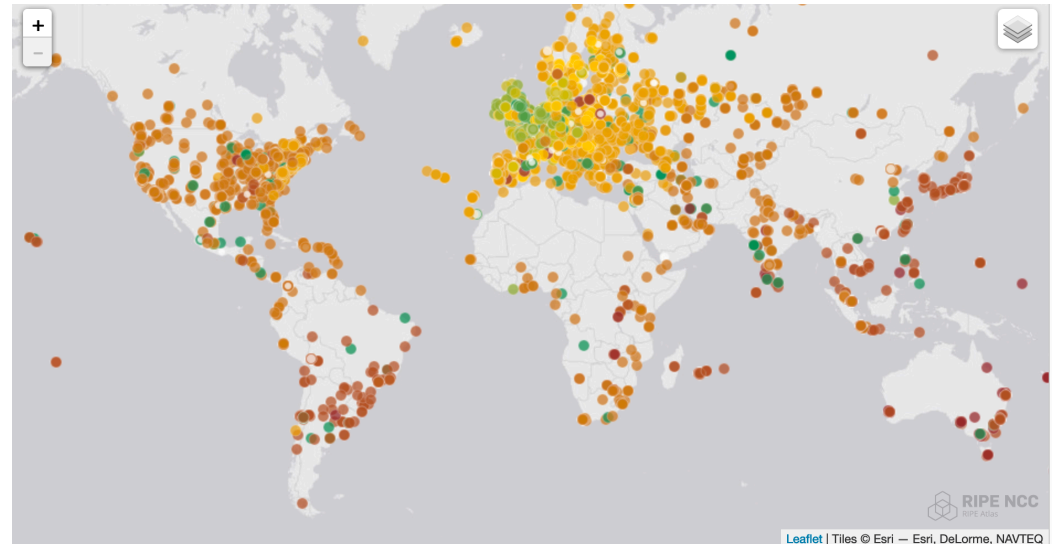 +
−
RIPE NCC
RIPE Atlas
Leaflet | Tiles © Esri — Esri, DeLorme, NAVTEQ